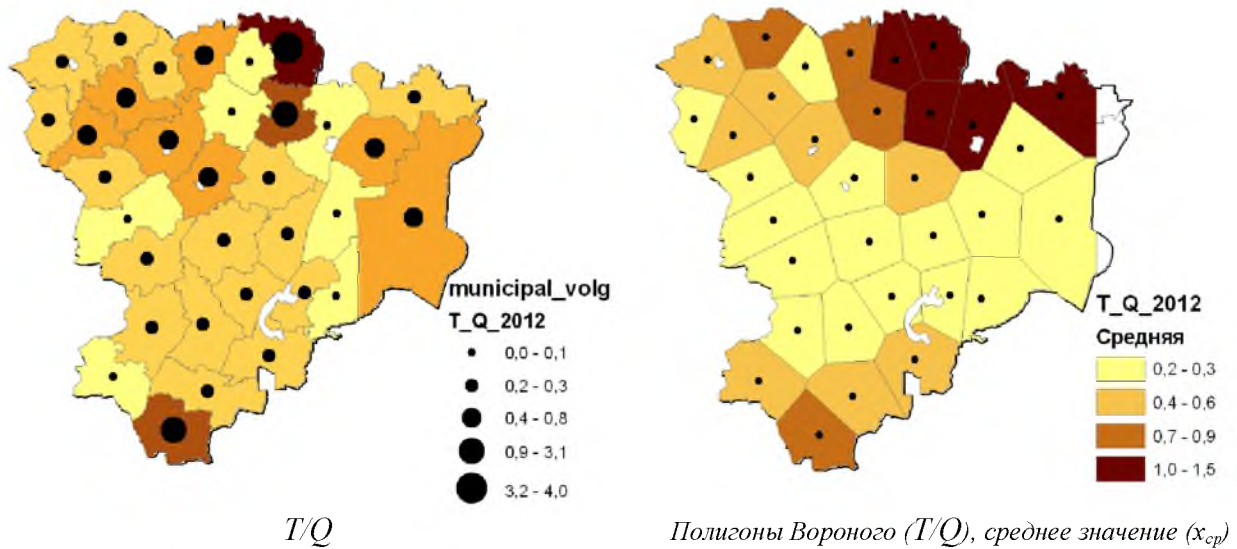 municipal_volg
T_Q_2012
0,0 - 0,1
0,2 - 0,3
0,4 - 0,8
0,9 - 3,1
3,2 - 4,0
T/Q
T_Q_2012
Средняя
0,2 - 0,3
0,4 - 0,6
0,7 - 0,9
1,0 - 1,5
Полигоны Вороного (T/Q), среднее значение (xср)